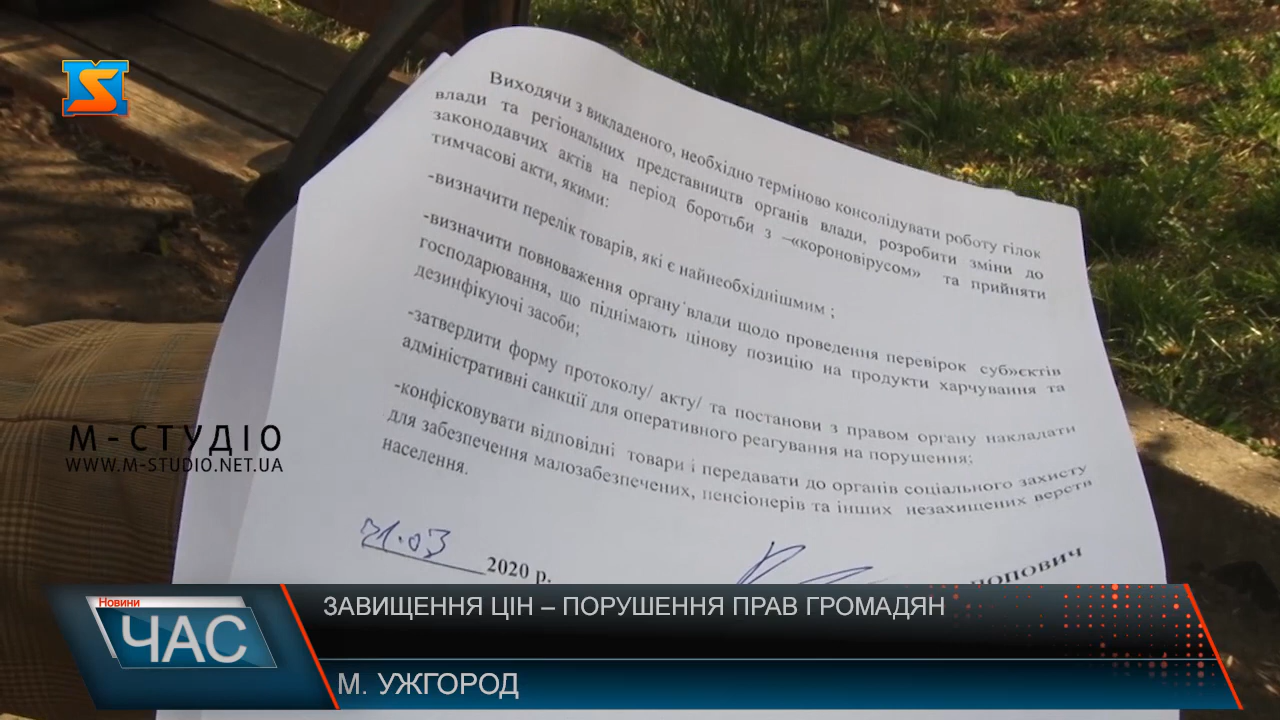 Виходячи з викладеного, необхідно терміново консолідувати роботу гілок
влади та регіональних представництв органів влади, розробити зміни до
законодавчих актів на період боротьби з –«короновірусом» та прийняти
тимчасові акти, якими:
-визначити перелік товарів, які є найнеобхіднішмим ;
-визначити повноваження органу влади щодо проведення перевірок суб»єктів
господарювання, що піднімають цінову позицію на продукти харчування та
дезинфікуючі засоби;
-затвердити форму протоколу/ акту/ та постанови з правом органу накладати
адміністративні санкції для оперативного реагування на порушення;
-конфісковувати відповідні товари і передавати до органів соціального захисту
для забезпечення малозабезпечених, пенсіонерів та інших незахищених верств
населення.
31.03 2020 р.
ПОПОВИЧ
S
М-СТУДІО
WWW.M-STUDIO.NET.UA
Новини
ЧАС
ЗАВИЩЕННЯ ЦІН – ПОРУШЕННЯ ПРАВ ГРОМАДЯН
М. УЖГОРОД